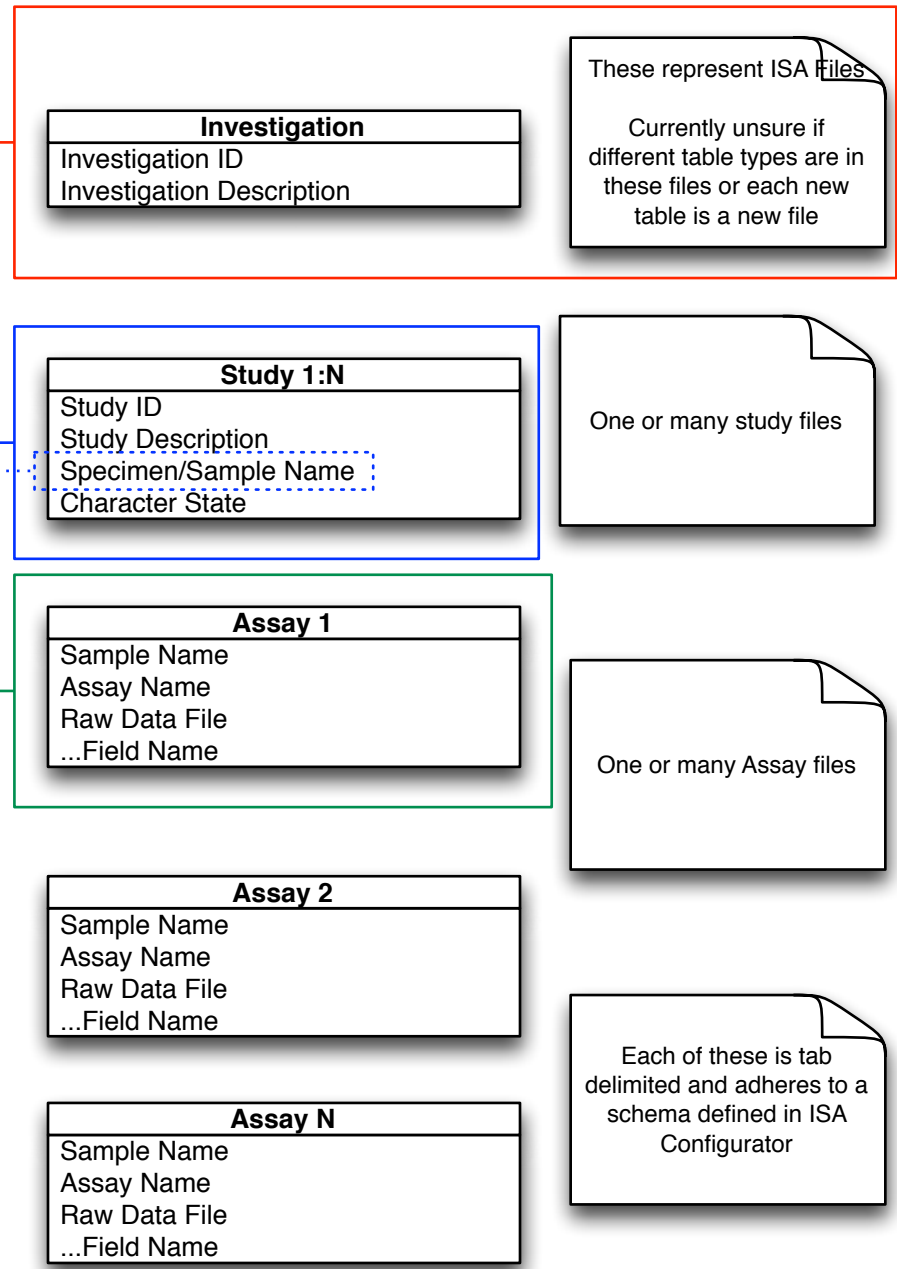 These represent ISA Files
Currently unsure if
different table types are in
these files or each new
table is a new file
Investigation
Investigation ID
Investigation Description
Study 1:N
Study ID
Study Description
Specimen/Sample Name
Character State
One or many study files
Assay 1
Sample Name
Assay Name
Raw Data File
...Field Name
One or many Assay files
Assay 2
Sample Name
Assay Name
Raw Data File
...Field Name
Each of these is tab
delimited and adheres to a
schema defined in ISA
Configurator
Assay N
Sample Name
Assay Name
Raw Data File
...Field Name